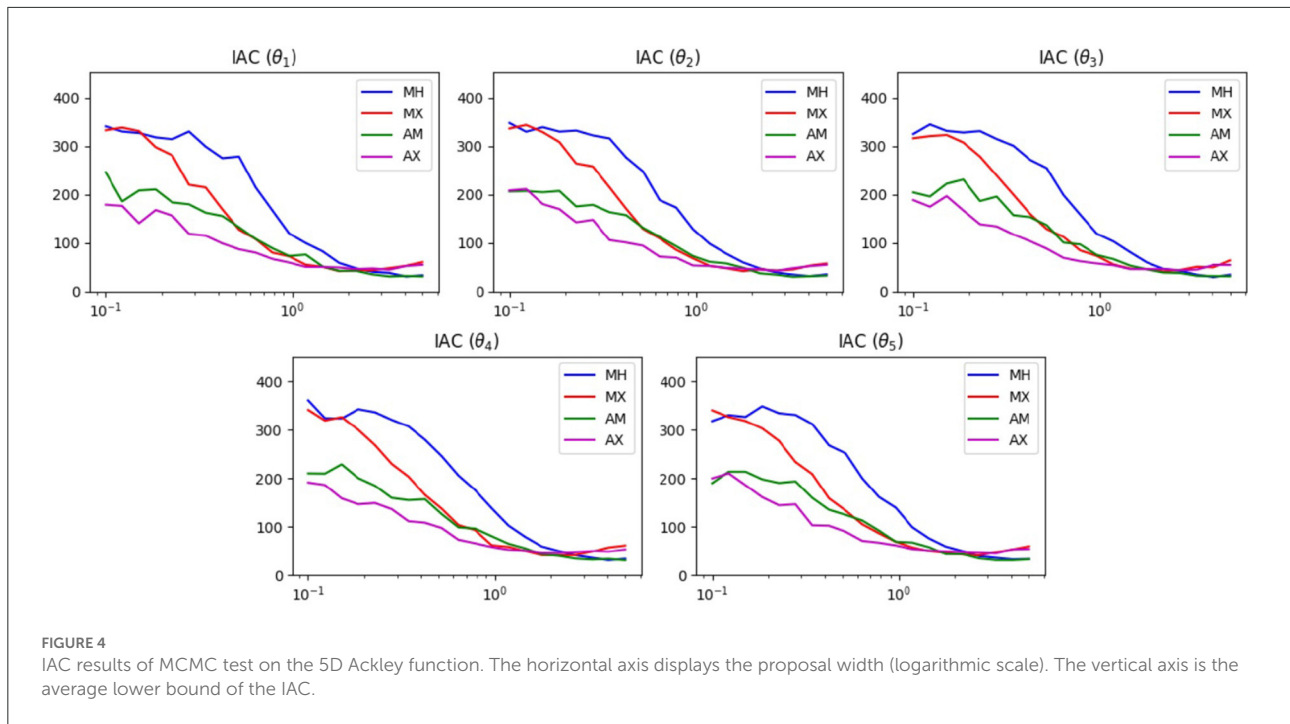 IAC (θ1)
400
300
200
100
0
10−1
100
MH
MX
AM
AX
IAC (θ2)
400
300
200
100
0
10−1
100
MH
MX
AM
AX
IAC (θ3)
400
300
200
100
0
10−1
100
MH
MX
AM
AX
IAC (θ4)
400
300
200
100
0
10−1
100
MH
MX
AM
AX
IAC (θ5)
400
300
200
100
0
10−1
100
MH
MX
AM
AX
FIGURE 4
IAC results of MCMC test on the 5D Ackley function. The horizontal axis displays the proposal width (logarithmic scale). The vertical axis is the
average lower bound of the IAC.